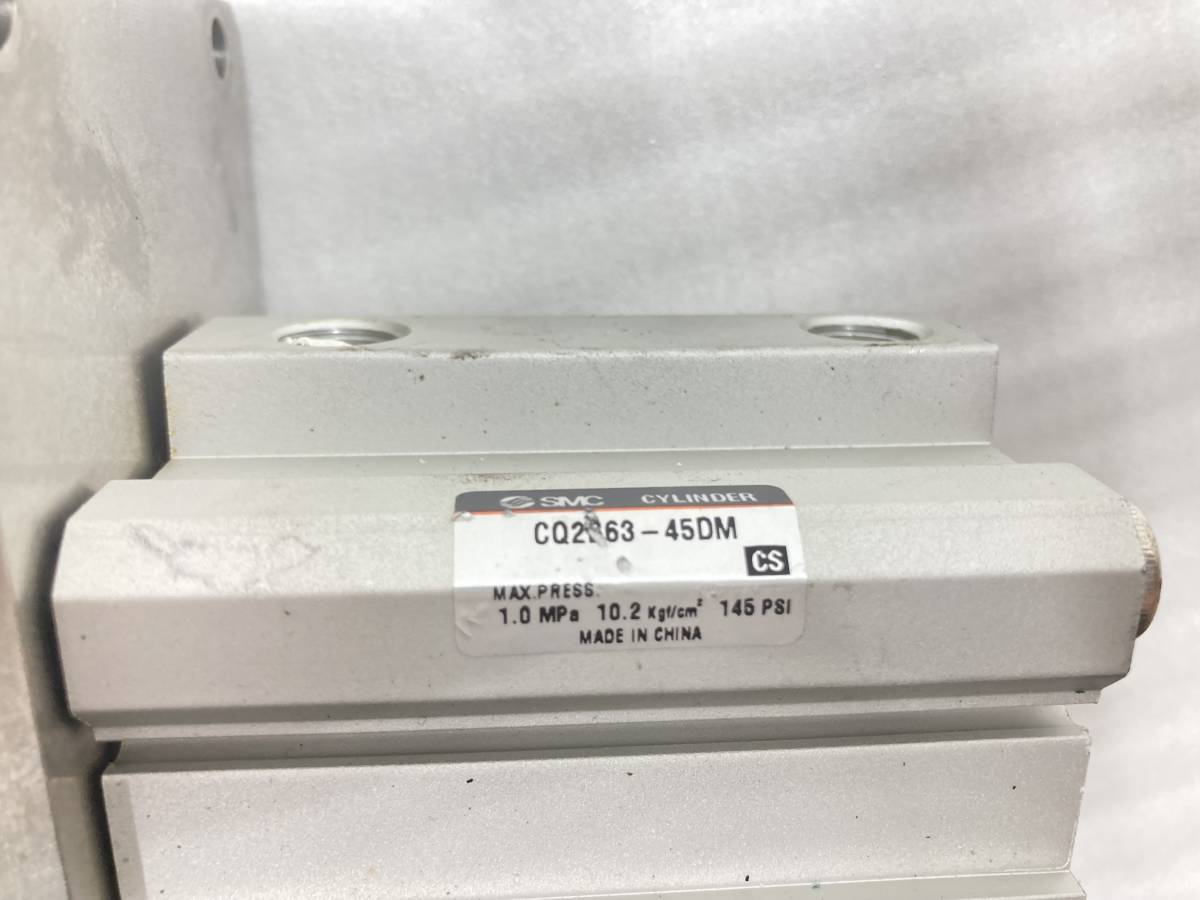 SMC CYLINDER
CS
MAX.PRESS.
1.0 MPa 10.2 Kgf/cm² 145 PSI
MADE IN CHINA